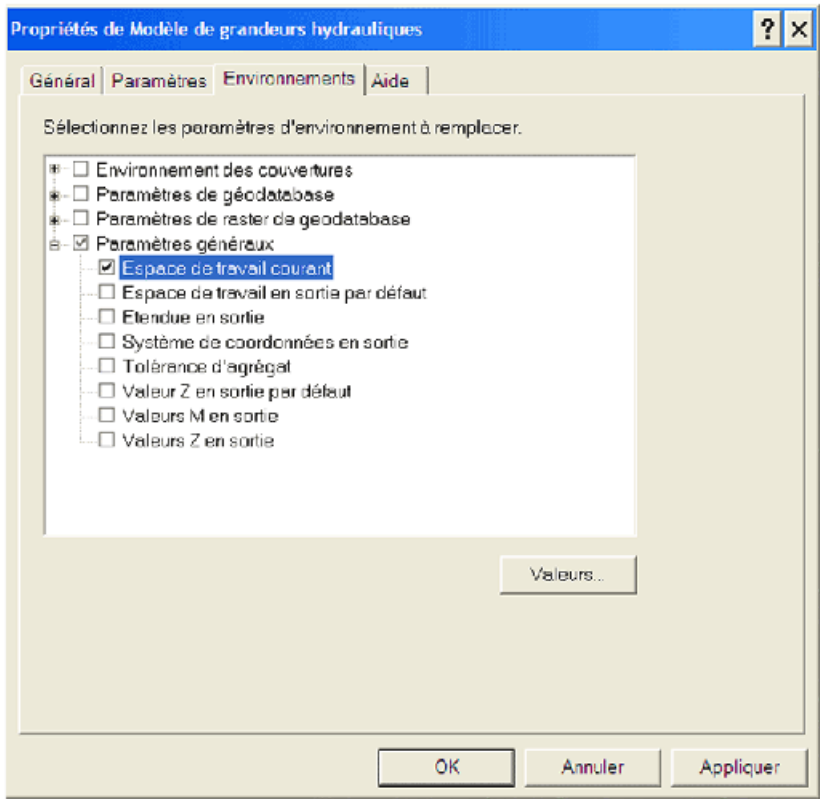 Propriétés de Modèle de grandeurs hydrauliques
Général Paramètres Environnements Aide
Sélectionnez les paramètres d'environnement à remplacer.
Environnement des couvertures
Paramètres de géodatabase
Paramètres de raster de geodatabase
Paramètres généraux
Espace de travail courant
Espace de travail en sortie par défaut
Etendue en sortie
Système de coordonnées en sortie
Tolérance d'agrégat
Valeur Z en sortie par défaut
Valeurs M en sortie
Valeurs Z en sortie
Valeurs...
OK Annuler Appliquer